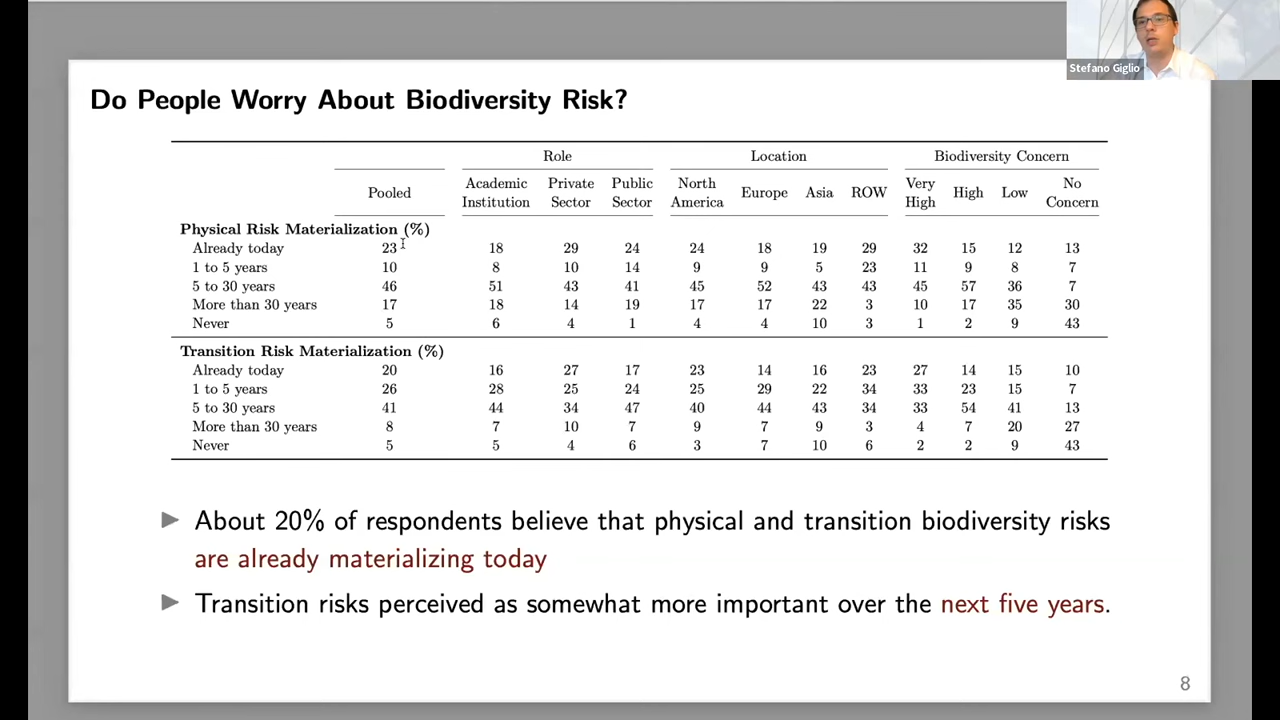 Stefano Giglio
Do People Worry About Biodiversity Risk?
Role Location Biodiversity Concern
Pooled Academic Institution Private Sector Public Sector North America Europe Asia ROW Very High High Low No Concern
Physical Risk Materialization (%)
Already today 23 18 29 24 24 18 19 29 32 15 12 13
1 to 5 years 10 8 10 14 9 9 5 23 11 9 8 7
5 to 30 years 46 51 43 41 45 52 43 43 45 57 36 7
More than 30 years 17 18 14 19 17 17 22 3 10 17 35 30
Never 5 6 4 1 4 4 10 3 1 2 9 43
Transition Risk Materialization (%)
Already today 20 16 27 17 23 14 16 23 27 14 15 10
1 to 5 years 26 28 25 24 25 29 22 34 33 23 15 7
5 to 30 years 41 44 34 47 40 44 43 34 33 54 41 13
More than 30 years 8 7 10 7 9 7 9 3 4 7 20 27
Never 5 5 4 6 3 7 10 6 2 2 9 43
About 20% of respondents believe that physical and transition biodiversity risks
are already materializing today
Transition risks perceived as somewhat more important over the next five years.
8